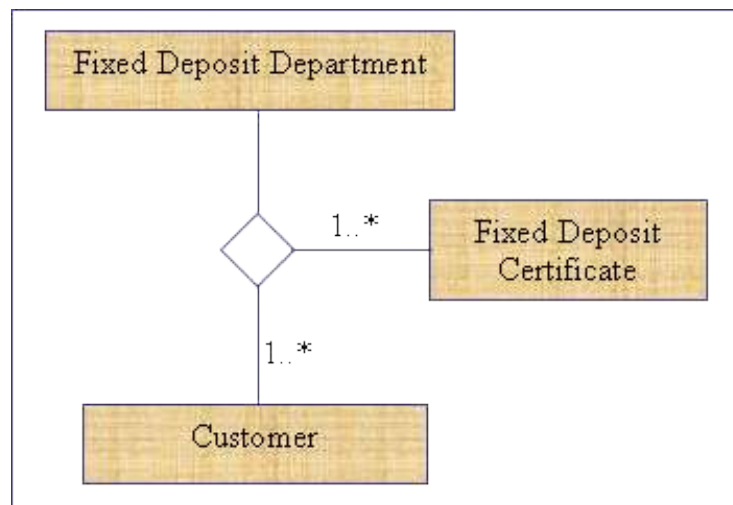 Fixed Deposit Department
1..*
Fixed Deposit
Certificate
1..*
Customer